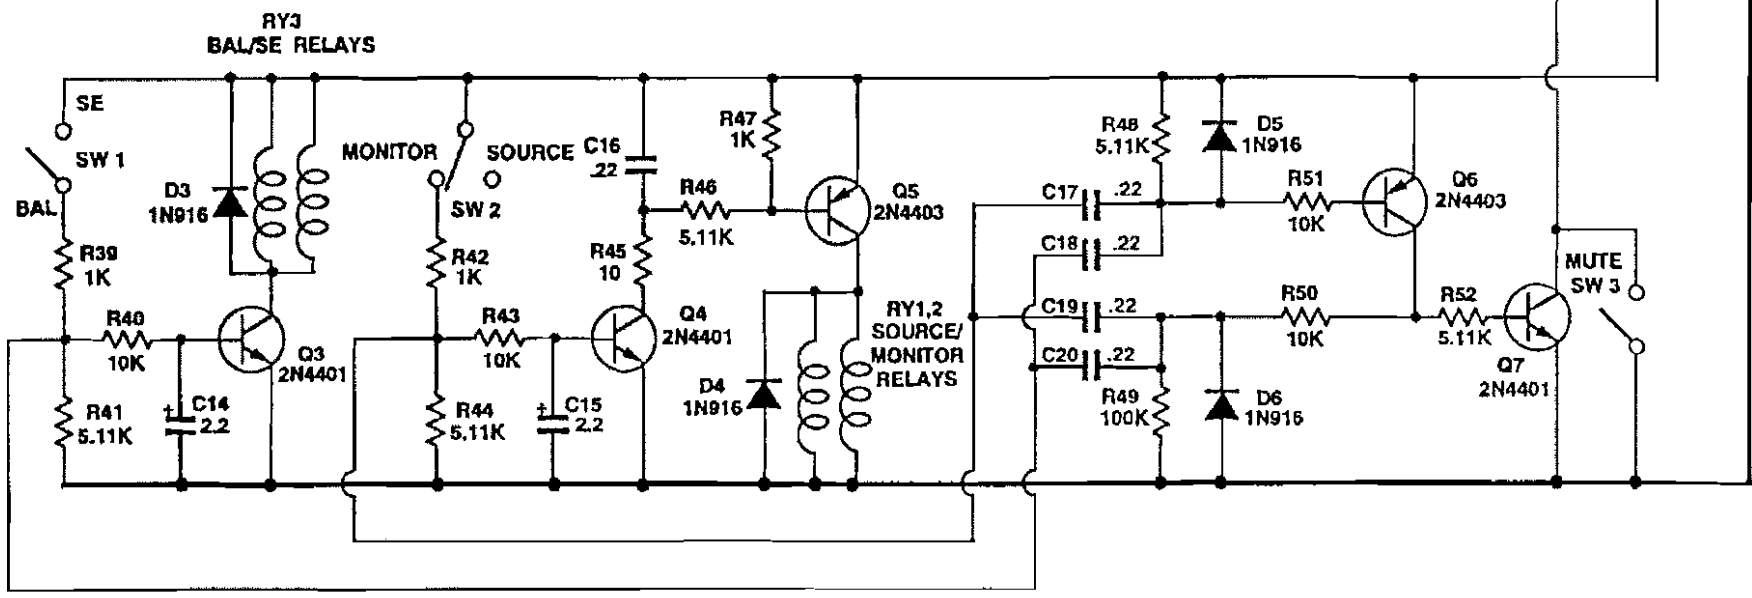 RY3
BAL/SE RELAYS
SE
SW 1
BAL
D3
1N916
MONITOR
SOURCE
SW 2
C16
.22
R47
1K
R46
5.11K
Q5
2N4403
R39
1K
R42
1K
R45
10
R40
10K
Q3
2N4401
R43
10K
Q4
2N4401
R41
5.11K
+
C14
2.2
R44
5.11K
+
C15
2.2
D4
1N916
RY1,2
SOURCE/
MONITOR
RELAYS
R48
5.11K
D5
1N916
C17
.22
C18
.22
R51
10K
Q6
2N4403
C19
.22
C20
.22
R50
10K
R52
5.11K
R49
100K
D6
1N916
Q7
2N4401
MUTE
SW 3